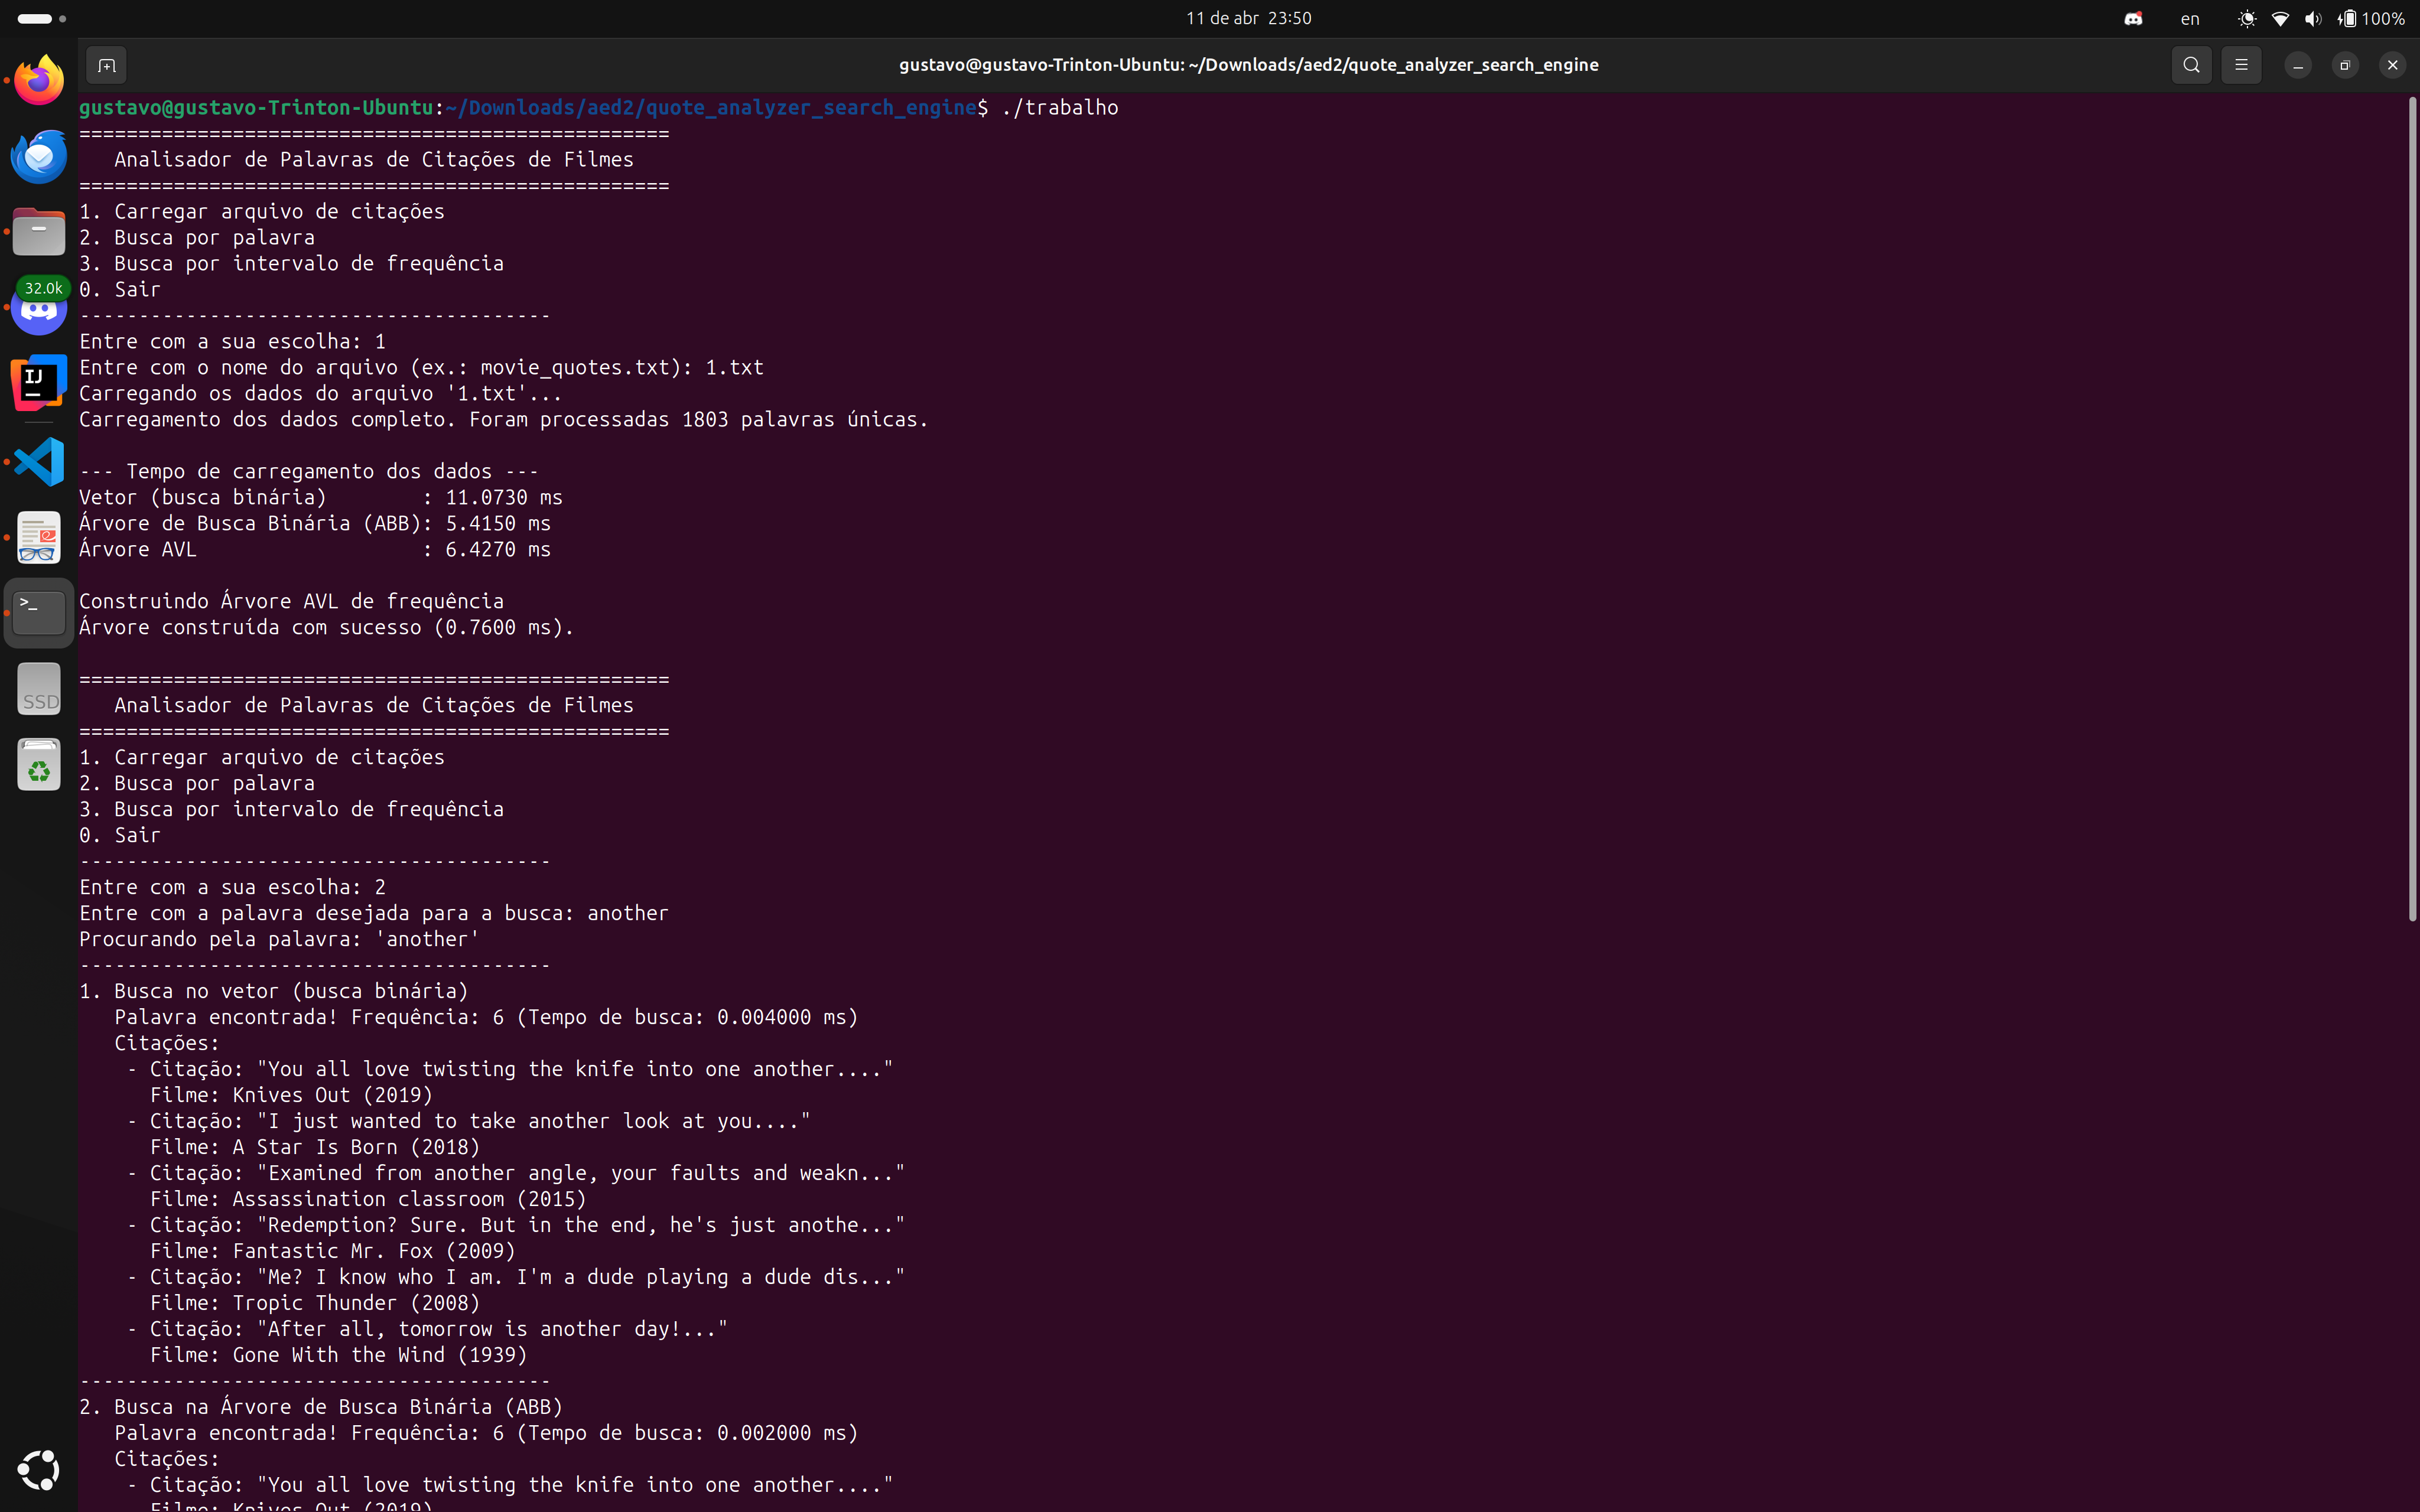 11 de abr 23:50
en
100%
gustavo@gustavo-Trinton-Ubuntu: ~/Downloads/aed2/quote_analyzer_search_engine
32.0k
IJ
>_
SSD
gustavo@gustavo-Trinton-Ubuntu:~/Downloads/aed2/quote_analyzer_search_engine$ ./trabalho
==================================================
Analisador de Palavras de Citações de Filmes
==================================================
1. Carregar arquivo de citações
2. Busca por palavra
3. Busca por intervalo de frequência
0. Sair
----------------------------------------
Entre com a sua escolha: 1
Entre com o nome do arquivo (ex.: movie_quotes.txt): 1.txt
Carregando os dados do arquivo '1.txt'...
Carregamento dos dados completo. Foram processadas 1803 palavras únicas.
--- Tempo de carregamento dos dados ---
Vetor (busca binária)        : 11.0730 ms
Árvore de Busca Binária (ABB): 5.4150 ms
Árvore AVL                   : 6.4270 ms
Construindo Árvore AVL de frequência
Árvore construída com sucesso (0.7600 ms).
==================================================
Analisador de Palavras de Citações de Filmes
==================================================
1. Carregar arquivo de citações
2. Busca por palavra
3. Busca por intervalo de frequência
0. Sair
----------------------------------------
Entre com a sua escolha: 2
Entre com a palavra desejada para a busca: another
Procurando pela palavra: 'another'
----------------------------------------
1. Busca no vetor (busca binária)
Palavra encontrada! Frequência: 6 (Tempo de busca: 0.004000 ms)
Citações:
- Citação: "You all love twisting the knife into one another...."
Filme: Knives Out (2019)
- Citação: "I just wanted to take another look at you...."
Filme: A Star Is Born (2018)
- Citação: "Examined from another angle, your faults and weakn..."
Filme: Assassination classroom (2015)
- Citação: "Redemption? Sure. But in the end, he's just anothe..."
Filme: Fantastic Mr. Fox (2009)
- Citação: "Me? I know who I am. I'm a dude playing a dude dis..."
Filme: Tropic Thunder (2008)
- Citação: "After all, tomorrow is another day!..."
Filme: Gone With the Wind (1939)
----------------------------------------
2. Busca na Árvore de Busca Binária (ABB)
Palavra encontrada! Frequência: 6 (Tempo de busca: 0.002000 ms)
Citações:
- Citação: "You all love twisting the knife into one another...."
Filme: Knives Out (2019)